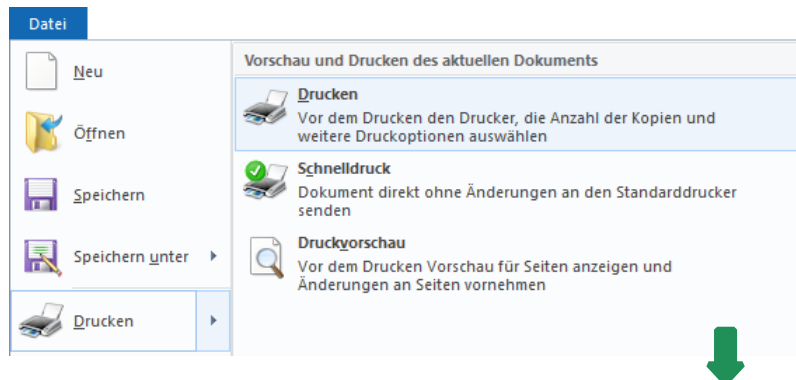 Datei
Neu
Öffnen
Speichern
Speichern unter
Drucken
Vorschau und Drucken des aktuellen Dokuments
Drucken
Vor dem Drucken den Drucker, die Anzahl der Kopien und
weitere Druckoptionen auswählen
Schnelldruck
Dokument direkt ohne Änderungen an den Standarddrucker
senden
Druckvorschau
Vor dem Drucken Vorschau für Seiten anzeigen und
Änderungen an Seiten vornehmen